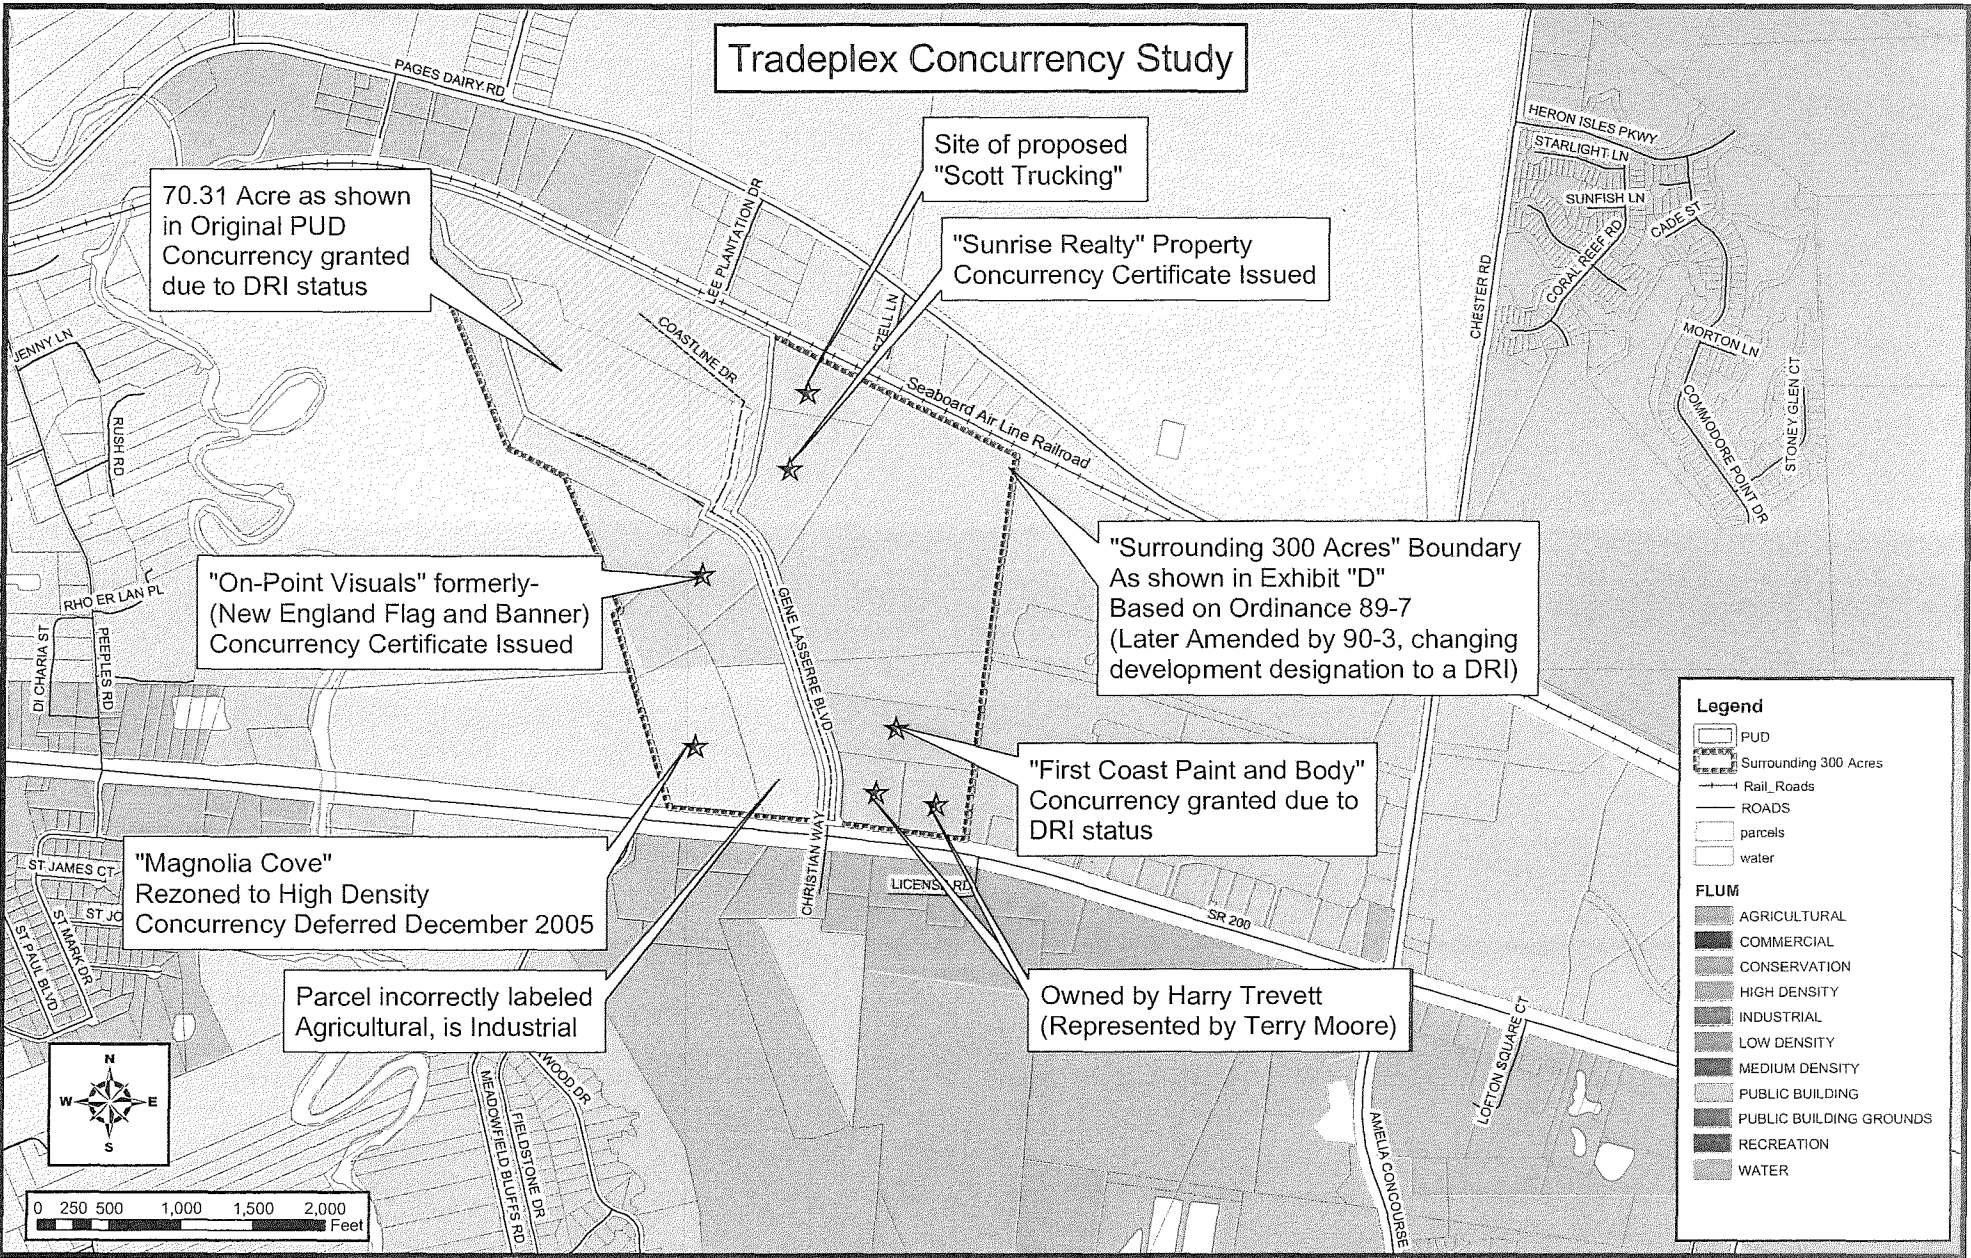 Tradeplex Concurrency Study
PAGES DAIRY RD
HERON ISLES PKWY
STARLIGHT LN
SUNFISH LN
CADE ST
CORAL REEF RD
CHESTER RD
MORTON LN
COMMODORE POINT DR
STONEY GLEN CT
Site of proposed
"Scott Trucking"
70.31 Acre as shown
in Original PUD
Concurrency granted
due to DRI status
"Sunrise Realty" Property
Concurrency Certificate Issued
LEE PLANTATION DR
EZELL LN
COASTLINE DR
Seaboard Air Line Railroad
JENNY LN
RUSH RD
"On-Point Visuals" formerly-
(New England Flag and Banner)
Concurrency Certificate Issued
"Surrounding 300 Acres" Boundary
As shown in Exhibit "D"
Based on Ordinance 89-7
(Later Amended by 90-3, changing
development designation to a DRI)
LAN PL
DI CHARIA ST
PEEPLES RD
GENE LASSERRE BLVD
"First Coast Paint and Body"
Concurrency granted due to
DRI status
"Magnolia Cove"
Rezoned to High Density
Concurrency Deferred December 2005
ST JAMES CT
ST JO
ST MARK DR
ST PAUL BLVD
CHRISTIAN WAY
LICENSE RD
SR 200
Parcel incorrectly labeled
Agricultural, is Industrial
Owned by Harry Trevett
(Represented by Terry Moore)
WOOD DR
MEADOWFIELD BLUFFS RD
FIELDSTONE DR
AMELIA CONCOURSE
LOFTON SQUARE CT
N
W E
S
0 250 500 1,000 1,500 2,000
Feet
Legend
PUD
Surrounding 300 Acres
Rail_Roads
ROADS
parcels
water
FLUM
AGRICULTURAL
COMMERCIAL
CONSERVATION
HIGH DENSITY
INDUSTRIAL
LOW DENSITY
MEDIUM DENSITY
PUBLIC BUILDING
PUBLIC BUILDING GROUNDS
RECREATION
WATER